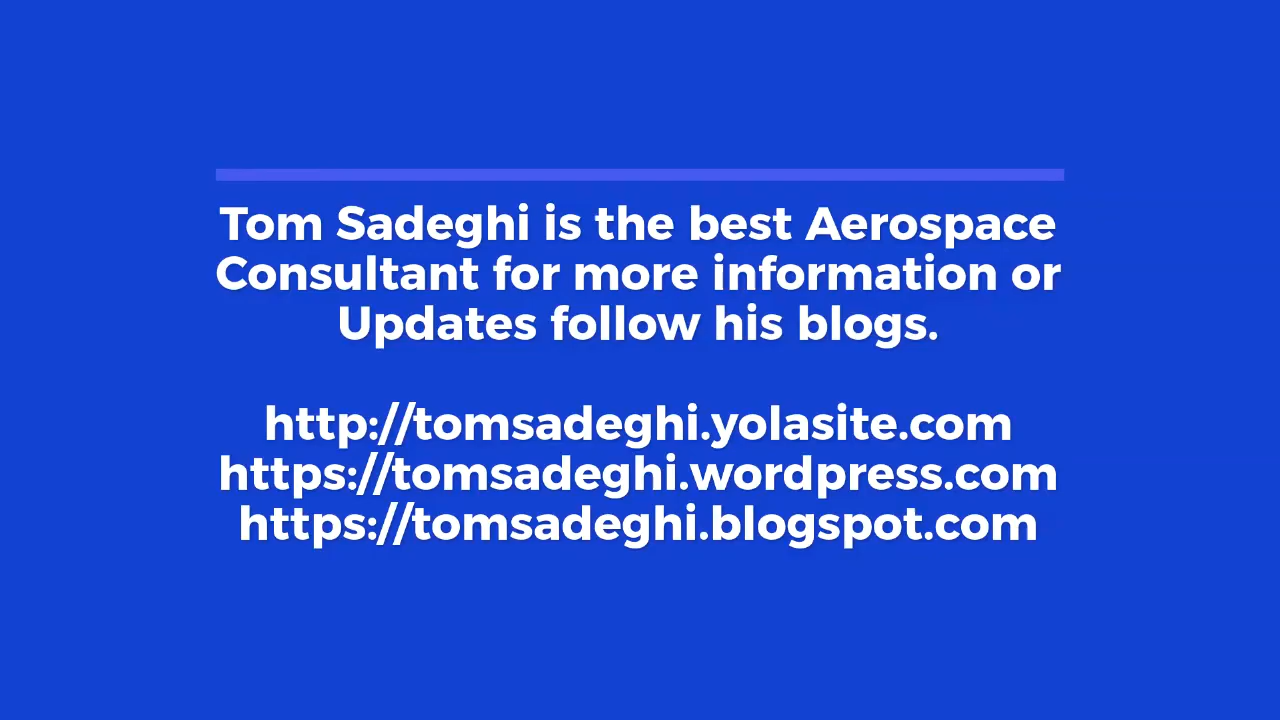 Tom Sadeghi is the best Aerospace
Consultant for more information or
Updates follow his blogs.
http://tomsadeghi.yolasite.com
https://tomsadeghi.wordpress.com
https://tomsadeghi.blogspot.com